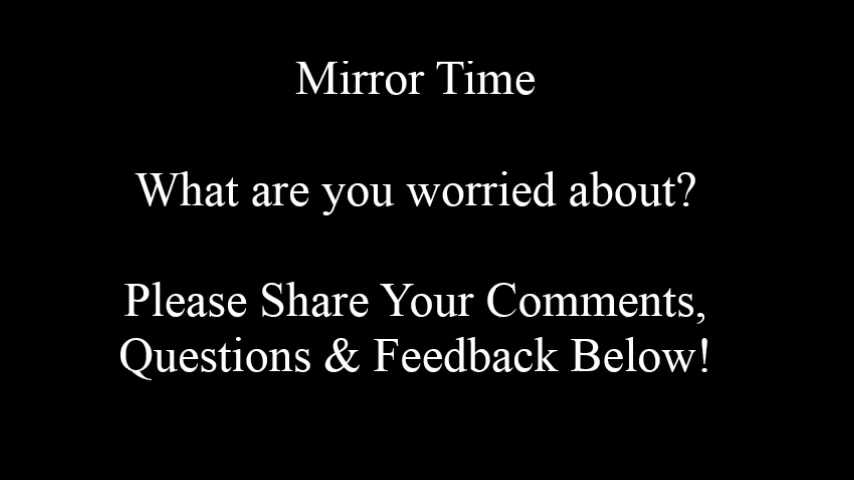 Mirror Time
What are you worried about?
Please Share Your Comments,
Questions & Feedback Below!